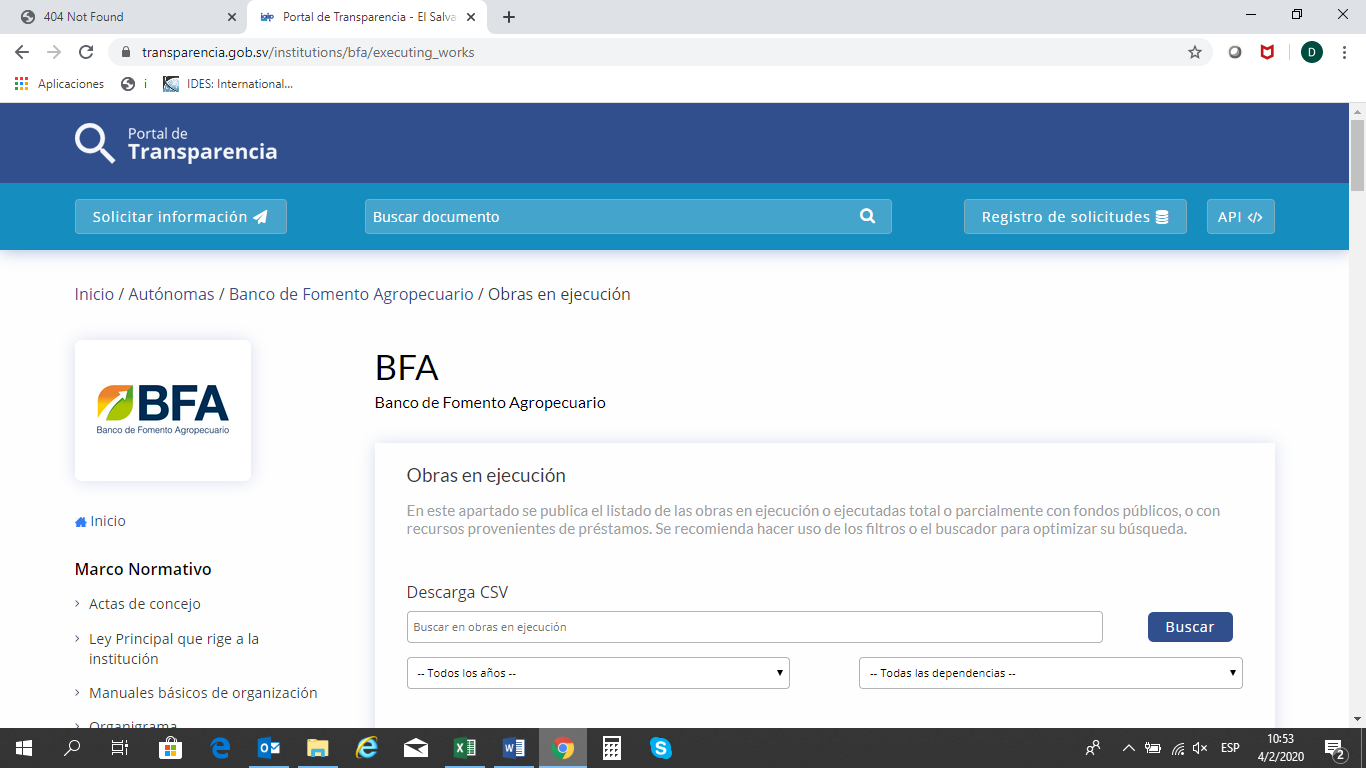 404 Not Found
Portal de Transparencia - El Salva
transparencia.gob.sv/institutions/bfa/executing_works
D
Aplicaciones
i
IDES: International...
Portal de
Transparencia
Solicitar información
Buscar documento
Registro de solicitudes
API </>
Inicio / Autónomas / Banco de Fomento Agropecuario / Obras en ejecución
BFA
Banco de Fomento Agropecuario
BFA
Banco de Fomento Agropecuario
Inicio
Marco Normativo
Actas de concejo
Ley Principal que rige a la
institución
Manuales básicos de organización
Organigrama
Obras en ejecución
En este apartado se publica el listado de las obras en ejecución o ejecutadas total o parcialmente con fondos públicos, o con
recursos provenientes de préstamos. Se recomienda hacer uso de los filtros o el buscador para optimizar su búsqueda.
Descarga CSV
Buscar en obras en ejecución
Buscar
-- Todos los años --
-- Todas las dependencias --
ESP
10:53
4/2/2020
2